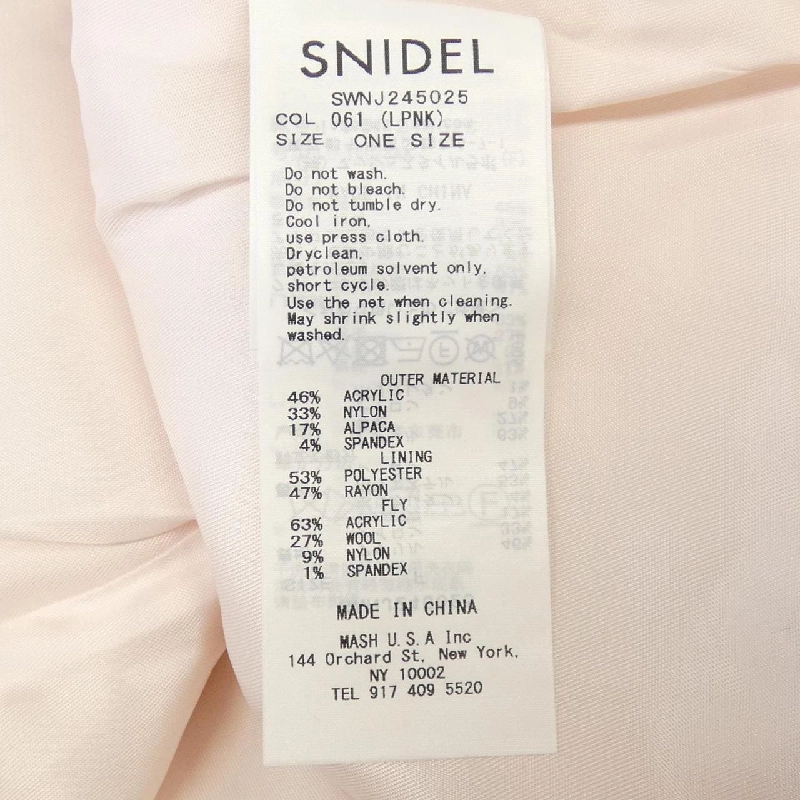 SNIDEL
SWNJ245025
COL 061 (LPNK)
SIZE ONE SIZE
Do not wash.
Do not bleach.
Do not tumble dry.
Cool iron,
use press cloth.
Dryclean,
petroleum solvent only,
short cycle.
Use the net when cleaning.
May shrink slightly when
washed.
OUTER MATERIAL
46% ACRYLIC
33% NYLON
17% ALPACA
4% SPANDEX
LINING
53% POLYESTER
47% RAYON
FLY
63% ACRYLIC
27% WOOL
9% NYLON
1% SPANDEX
MADE IN CHINA
MASH U.S.A Inc
144 Orchard St, New York,
NY 10002
TEL 917 409 5520